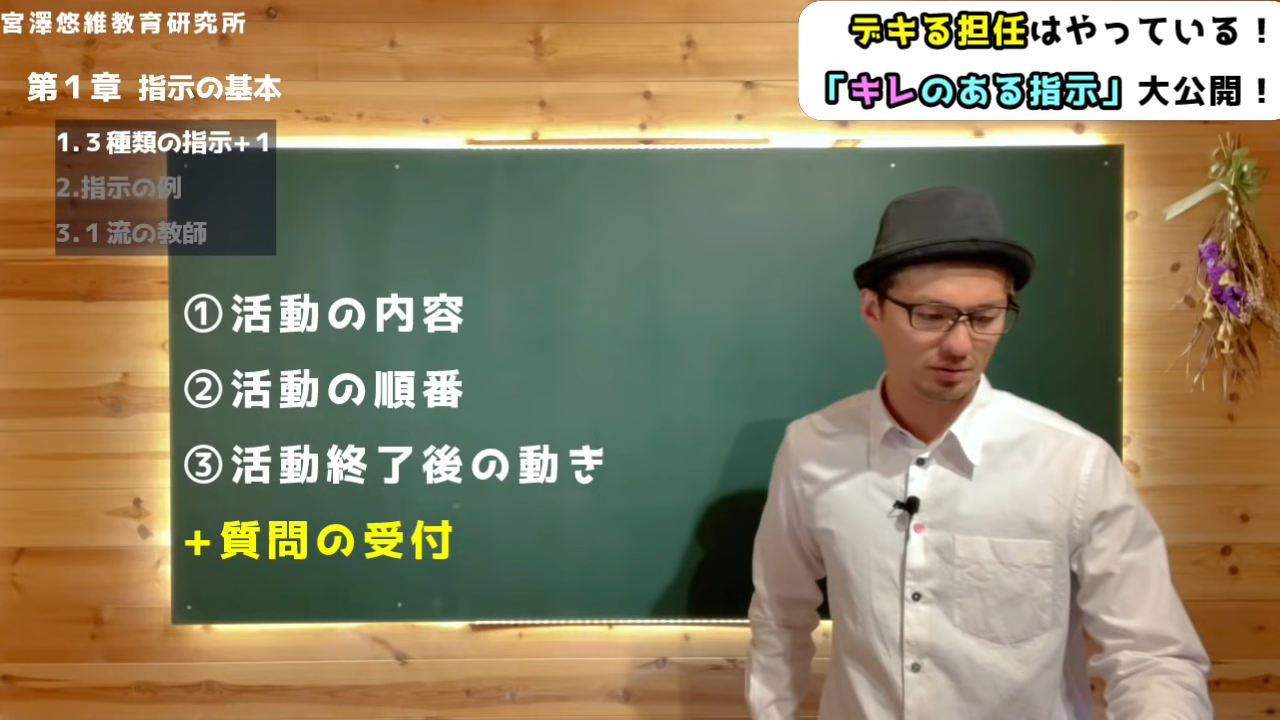 宮澤悠維教育研究所
デキる担任はやっている！
「キレのある指示」大公開！
第１章 指示の基本
1.３種類の指示+１
2.指示の例
3.１流の教師
①活動の内容
②活動の順番
③活動終了後の動き
+質問の受付